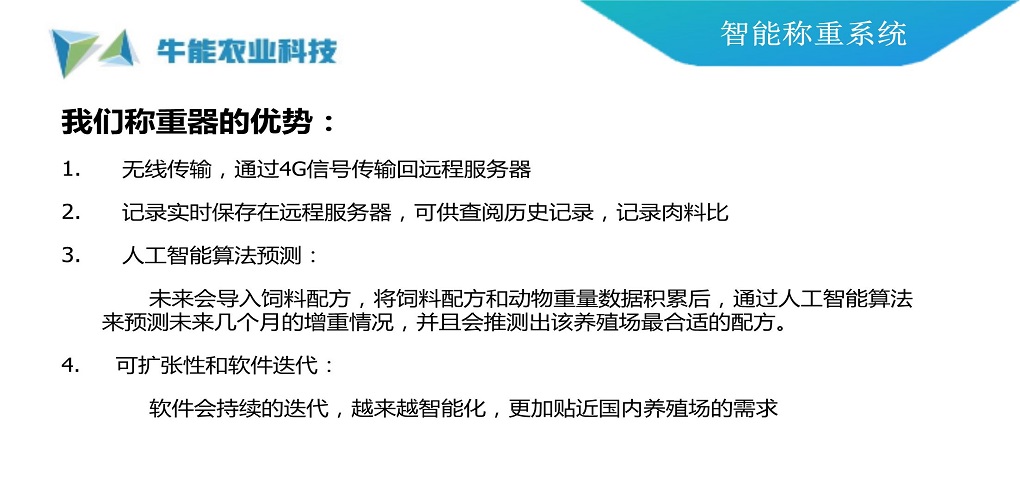 牛能农业科技
智能称重系统
我们称重器的优势：
1. 无线传输，通过4G信号传输回远程服务器
2. 记录实时保存在远程服务器，可供查阅历史记录，记录肉料比
3. 人工智能算法预测：
未来会导入饲料配方，将饲料配方和动物重量数据积累后，通过人工智能算法
来预测未来几个月的增重情况，并且会推测出该养殖场最合适的配方。
4. 可扩张性和软件迭代：
软件会持续的迭代，越来越智能化，更加贴近国内养殖场的需求